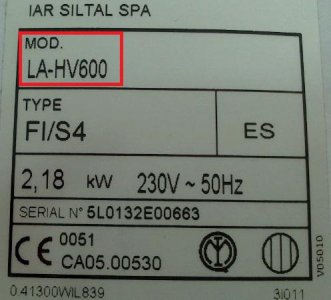 IAR SILTAL SPA
MOD.
LA-HV600
TYPE
FI/S4
ES
2,18 kW 230V ~ 50Hz
SERIAL N° 5L0132E00663
CE 0051
CA05.00530
V05010
0.41300WIL839
3I011